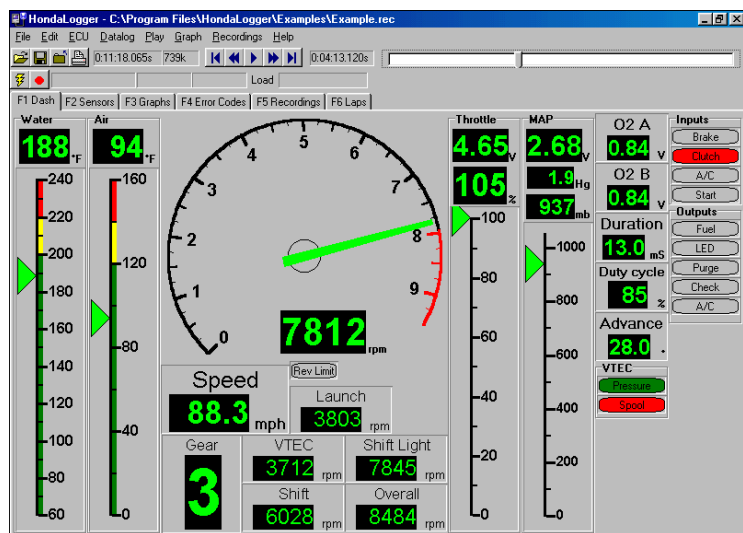 HondaLogger - C:\Program Files\HondaLogger\Examples\Example.rec
File Edit ECU Datalog Play Graph Recordings Help
0:11:18.065s 739k 0:04:13.120s
Load
F1 Dash F2 Sensors F3 Graphs F4 Error Codes F5 Recordings F6 Laps
Water
188 °F
240
220
200
180
160
140
120
100
80
60
Air
94 °F
160
120
80
40
0
0
1
2
3
4
5
6
7
8
9
7812 rpm
Speed
88.3 mph
Rev Limit
Launch
3803 rpm
Gear
3
VTEC
3712 rpm
Shift Light
7845 rpm
Shift
6028 rpm
Overall
8484 rpm
Throttle
4.65 V
105 %
100
80
60
40
20
0
MAP
2.68 V
1.9 Hg
937 mb
1000
800
600
400
200
0
O2 A
0.84 V
O2 B
0.84 V
Duration
13.0 mS
Duty cycle
85 %
Advance
28.0 °
VTEC
Pressure
Spool
Inputs
Brake
Clutch
A/C
Start
Outputs
Fuel
LED
Purge
Check
A/C